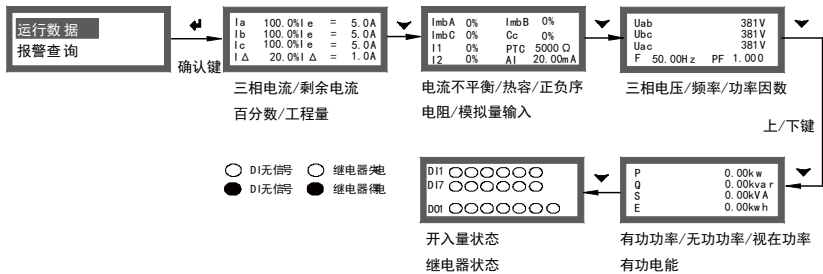 运行数据
报警查询
确认键
Ia 100.0%Ie = 5.0A
Ib 100.0%Ie = 5.0A
Ic 100.0%Ie = 5.0A
I△ 20.0%I△ = 1.0A
三相电流/剩余电流
百分数/工程量
ImbA 0% ImbB 0%
ImbC 0% Cc 0%
I1 0% PTC 5000Ω
I2 0% AI 20.00mA
电流不平衡/热容/正负序
电阻/模拟量输入
Uab 381V
Ubc 381V
Uac 381V
F 50.00Hz PF 1.000
三相电压/频率/功率因数
上/下键
P 0.00kw
Q 0.00kvar
S 0.00kVA
E 0.00kwh
有功功率/无功功率/视在功率
有功电能
DI1
DI7
DO1
开入量状态
继电器状态
DI无信号 继电器失电
DI无信号 继电器得电